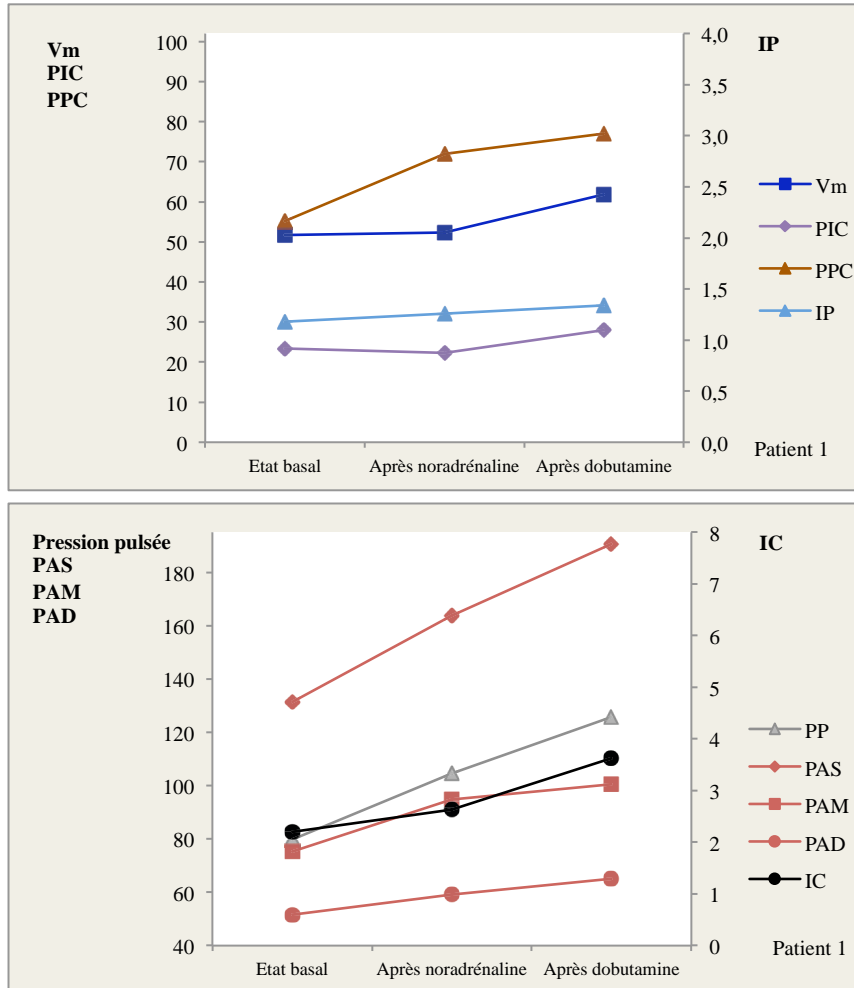 Vm
PIC
PPC
IP
100
90
80
70
60
50
40
30
20
10
0
4,0
3,5
3,0
2,5
2,0
1,5
1,0
0,5
0,0
Vm
PIC
PPC
IP
Etat basal Après noradrénaline Après dobutamine
Patient 1
Pression pulsée
PAS
PAM
PAD
IC
180
160
140
120
100
80
60
40
8
7
6
5
4
3
2
1
0
PP
PAS
PAM
PAD
IC
Etat basal Après noradrénaline Après dobutamine
Patient 1